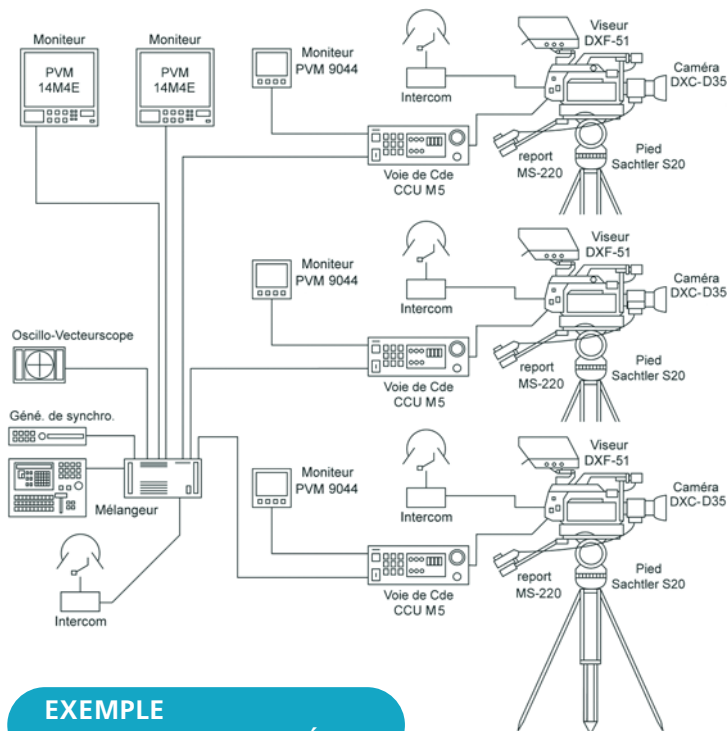 Moniteur
PVM
14M4E
Moniteur
PVM
14M4E
Moniteur
PVM 9044
Intercom
Viseur
DXF-51
Caméra
DXC-D35
Voie de Cde
CCU M5
report
MS-220
Pied
Sachtler S20
Moniteur
PVM 9044
Intercom
Viseur
DXF-51
Caméra
DXC-D35
Voie de Cde
CCU M5
report
MS-220
Pied
Sachtler S20
Oscillo-Vecteurscope
Géné. de synchro.
Mélangeur
Intercom
Moniteur
PVM 9044
Intercom
Viseur
DXF-51
Caméra
DXC-D35
Voie de Cde
CCU M5
report
MS-220
Pied
Sachtler S20
EXEMPLE